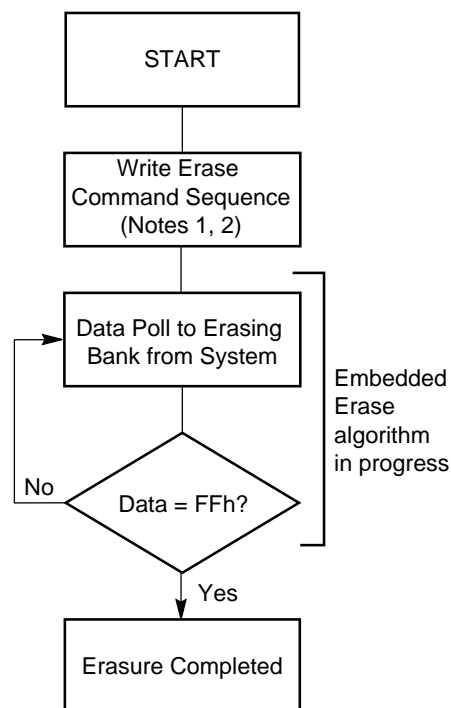 START
Write Erase
Command Sequence
(Notes 1, 2)
Data Poll to Erasing
Bank from System
Embedded
Erase
algorithm
in progress
No
Data = FFh?
Yes
Erasure Completed